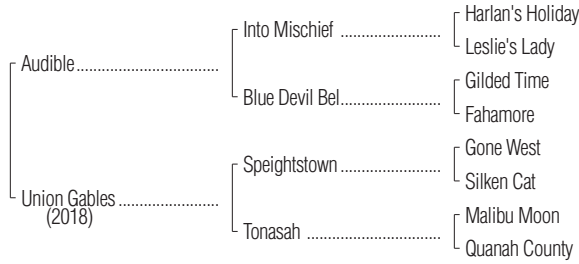 Harlan's Holiday
Into Mischief ....................
Leslie's Lady
Audible.............................
Gilded Time
Blue Devil Bel....................
Fahamore
Gone West
Speightstown ....................
Silken Cat
Union Gables ....................
(2018)
Malibu Moon
Tonasah ...........................
Quanah County